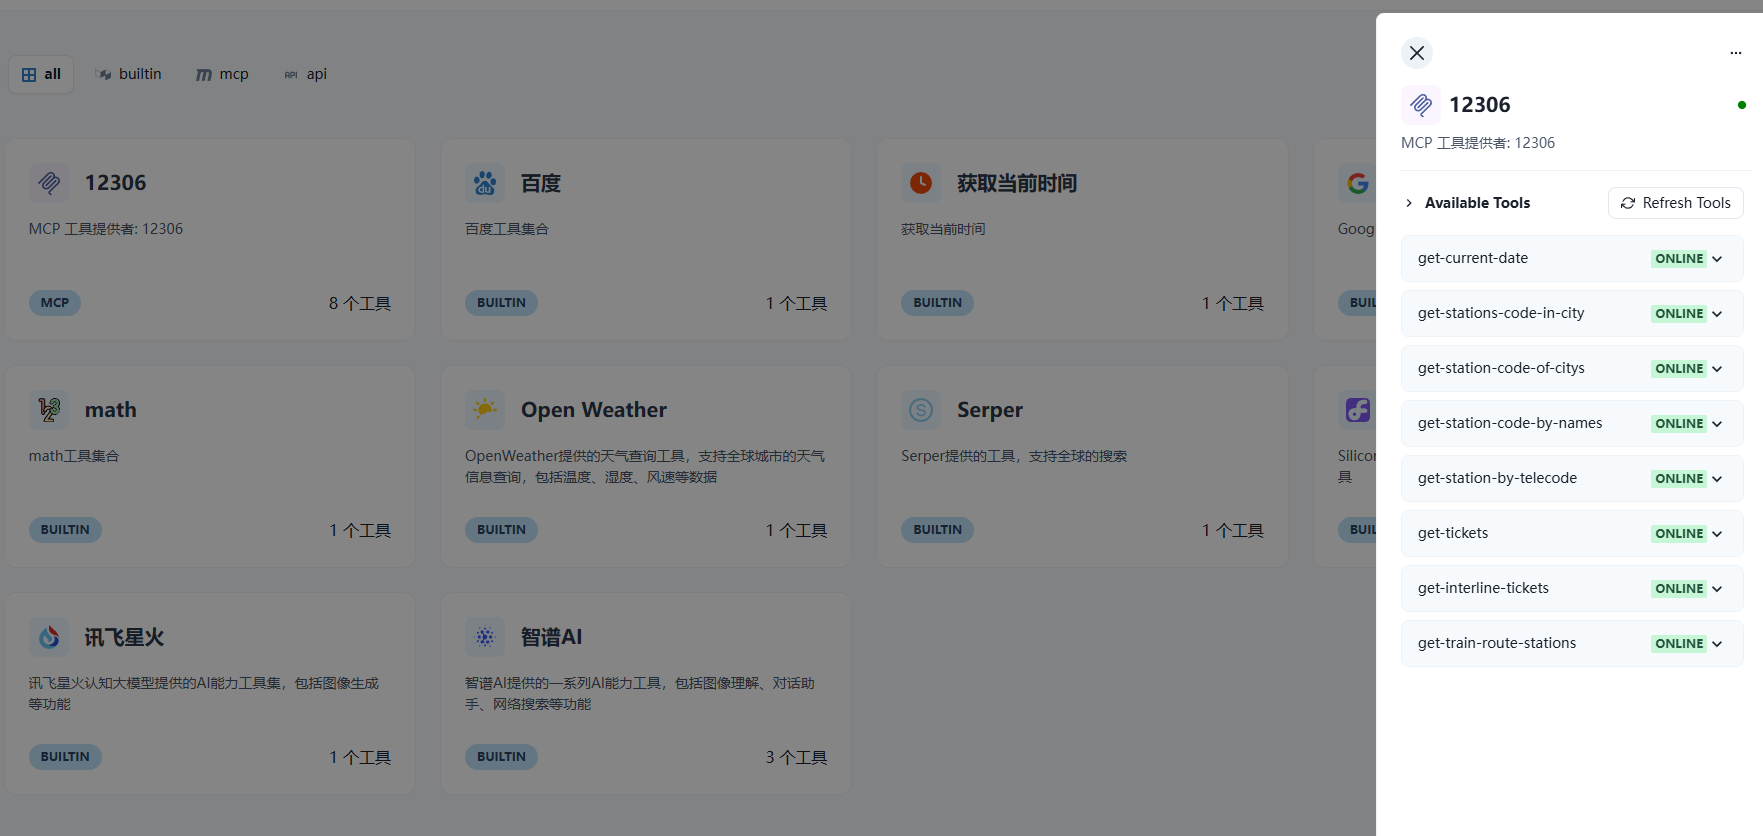 all
builtin
mcp
API api
12306
MCP 工具提供者: 12306
MCP
8 个工具
百度
百度工具集合
BUILTIN
1 个工具
获取当前时间
获取当前时间
BUILTIN
1 个工具
Goog
BUIL
math
math工具集合
BUILTIN
1 个工具
Open Weather
OpenWeather提供的天气查询工具，支持全球城市的天气
信息查询，包括温度、湿度、风速等数据
BUILTIN
1 个工具
Serper
Serper提供的工具，支持全球的搜索
BUILTIN
1 个工具
Silicon
具
BUIL
讯飞星火
讯飞星火认知大模型提供的AI能力工具集，包括图像生成
等功能
BUILTIN
1 个工具
智谱AI
智谱AI提供的一系列AI能力工具，包括图像理解、对话助
手、网络搜索等功能
BUILTIN
3 个工具
12306
MCP 工具提供者: 12306
Available Tools
Refresh Tools
get-current-date ONLINE
get-stations-code-in-city ONLINE
get-station-code-of-citys ONLINE
get-station-code-by-names ONLINE
get-station-by-telecode ONLINE
get-tickets ONLINE
get-interline-tickets ONLINE
get-train-route-stations ONLINE